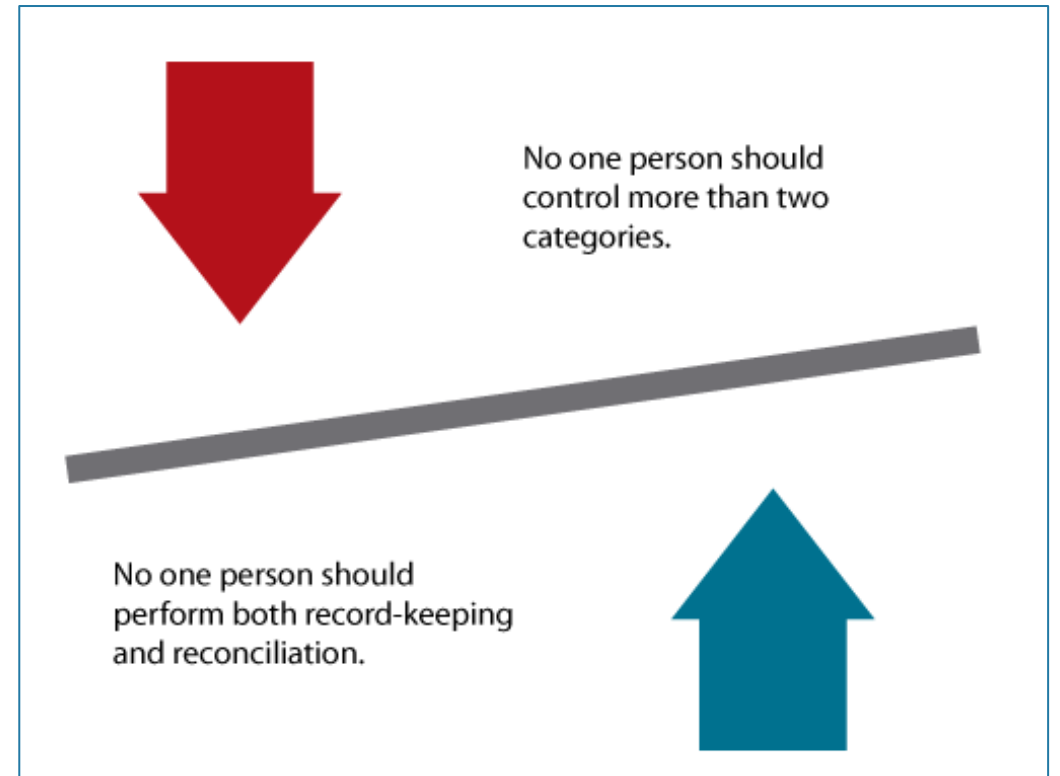 No one person should
control more than two
categories.
No one person should
perform both record-keeping
and reconciliation.